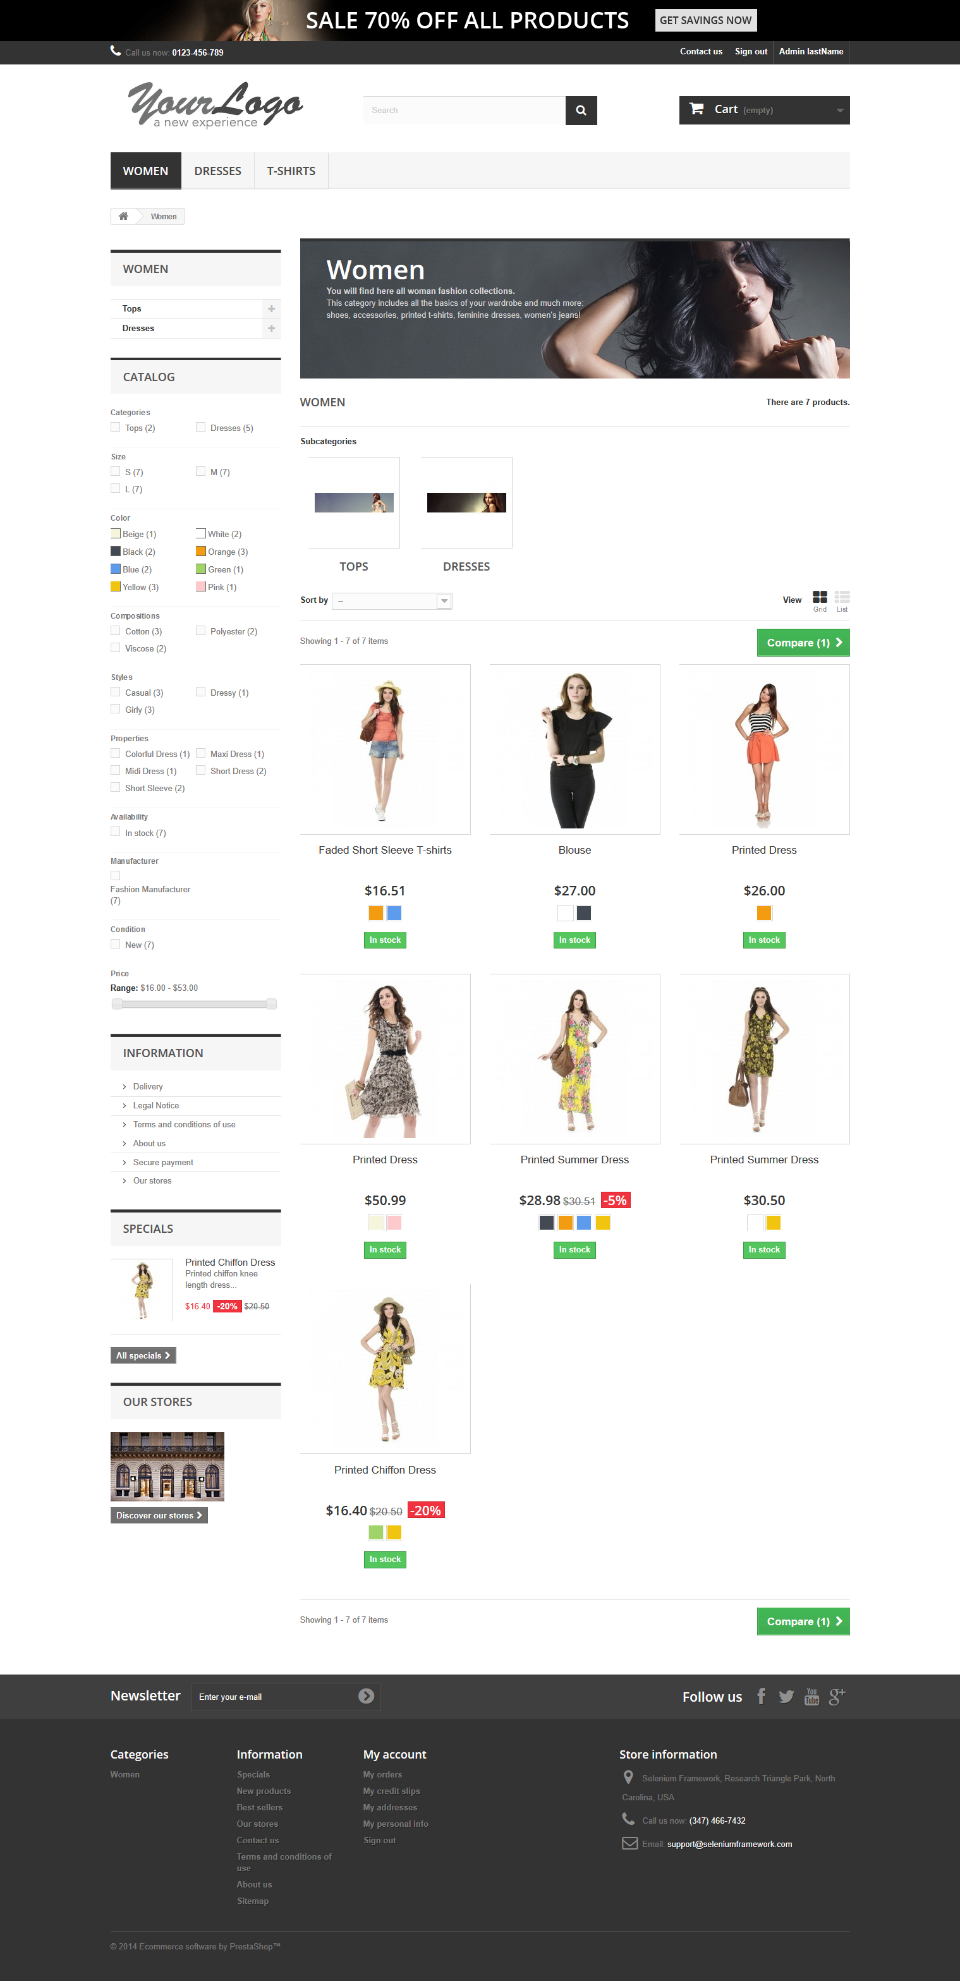 SALE 70% OFF ALL PRODUCTS GET SAVINGS NOW
Call us now: 0123-456-789 Contact us Sign out Admin lastName
YourLogo
a new experience
Search
Cart (empty)
WOMEN DRESSES T-SHIRTS
Women
WOMEN
Tops
Dresses
CATALOG
Categories
Tops (2) Dresses (5)
Size
S (7) M (7)
L (7)
Color
Beige (1) White (2)
Black (2) Orange (3)
Blue (2) Green (1)
Yellow (3) Pink (1)
Compositions
Cotton (3) Polyester (2)
Viscose (2)
Styles
Casual (3) Dressy (1)
Girly (3)
Properties
Colorful Dress (1) Maxi Dress (1)
Midi Dress (1) Short Dress (2)
Short Sleeve (2)
Availability
In stock (7)
Manufacturer
Fashion Manufacturer
(7)
Condition
New (7)
Price
Range: $16.00 - $53.00
INFORMATION
Delivery
Legal Notice
Terms and conditions of use
About us
Secure payment
Our stores
SPECIALS
Printed Chiffon Dress
Printed chiffon knee
length dress...
$16.40 -20% $20.50
All specials
OUR STORES
Discover our stores
Women
You will find here all woman fashion collections.
This category includes all the basics of your wardrobe and much more:
shoes, accessories, printed t-shirts, feminine dresses, women's jeans!
WOMEN There are 7 products.
Subcategories
TOPS DRESSES
Sort by -- View Grid List
Showing 1 - 7 of 7 items Compare (1)
Faded Short Sleeve T-shirts Blouse Printed Dress
$16.51 $27.00 $26.00
In stock In stock In stock
Printed Dress Printed Summer Dress Printed Summer Dress
$50.99 $28.98 $30.51 -5% $30.50
In stock In stock In stock
Printed Chiffon Dress
$16.40 $20.50 -20%
In stock
Showing 1 - 7 of 7 items Compare (1)
Newsletter Enter your e-mail Follow us You Tube g+
Categories
Women
Information
Specials
New products
Best sellers
Our stores
Contact us
Terms and conditions of
use
About us
Sitemap
My account
My orders
My credit slips
My addresses
My personal info
Sign out
Store information
Selenium Framework, Research Triangle Park, North
Carolina, USA
Call us now: (347) 466-7432
Email: support@seleniumframework.com
© 2014 Ecommerce software by PrestaShop™